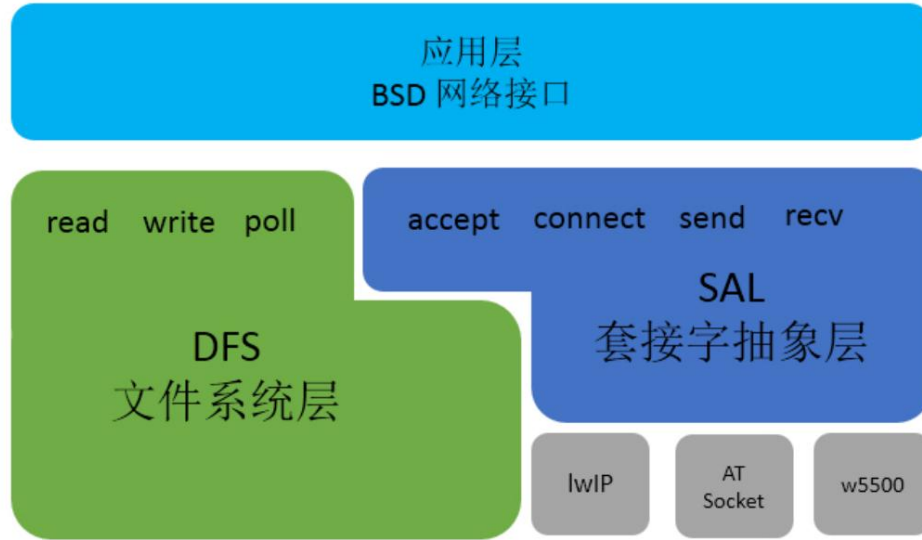 应用层
BSD 网络接口
read write poll
accept connect send recv
DFS
文件系统层
SAL
套接字抽象层
lwIP
AT
Socket
w5500